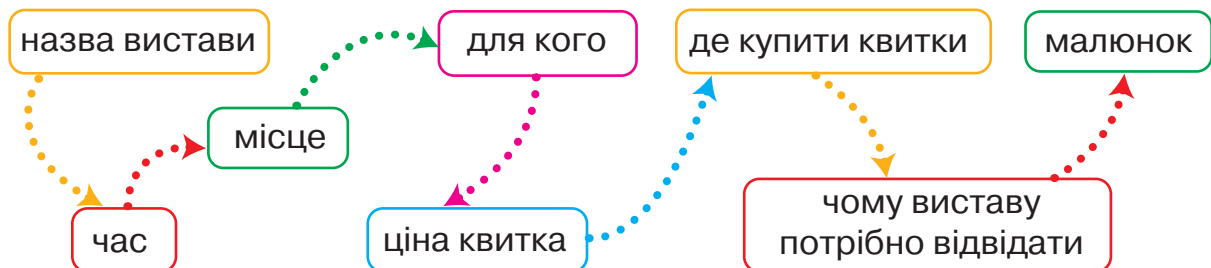 назва вистави
час
місце
для кого
ціна квитка
де купити квитки
чому виставу
потрібно відвідати
малюнок